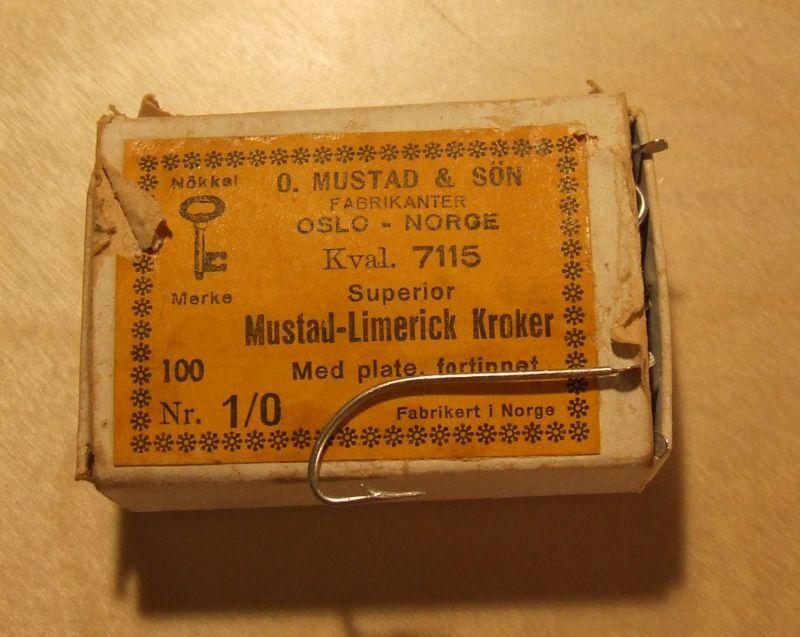 Nökkel
O. MUSTAD & SÖN
FABRIKANTER
OSLO - NORGE
Kval. 7115
Merke
Superior
Mustad-Limerick Kroker
100
Med plate, fortinnet
Nr. 1/0
Fabrikert i Norge